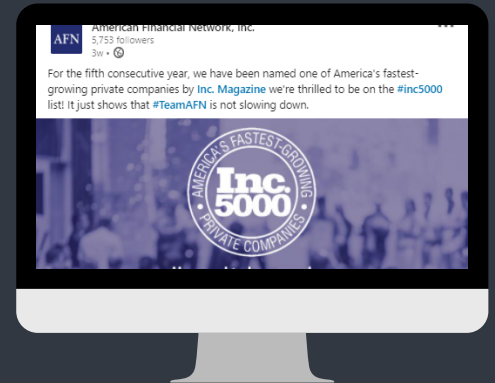 AFN
American Financial Network, Inc.
5,753 followers
3w •
For the fifth consecutive year, we have been named one of America's fastest-
growing private companies by Inc. Magazine we're thrilled to be on the #inc5000
list! It just shows that #TeamAFN is not slowing down.
AMERICA'S FASTEST-GROWING
Inc.
5000
PRIVATE COMPANIES